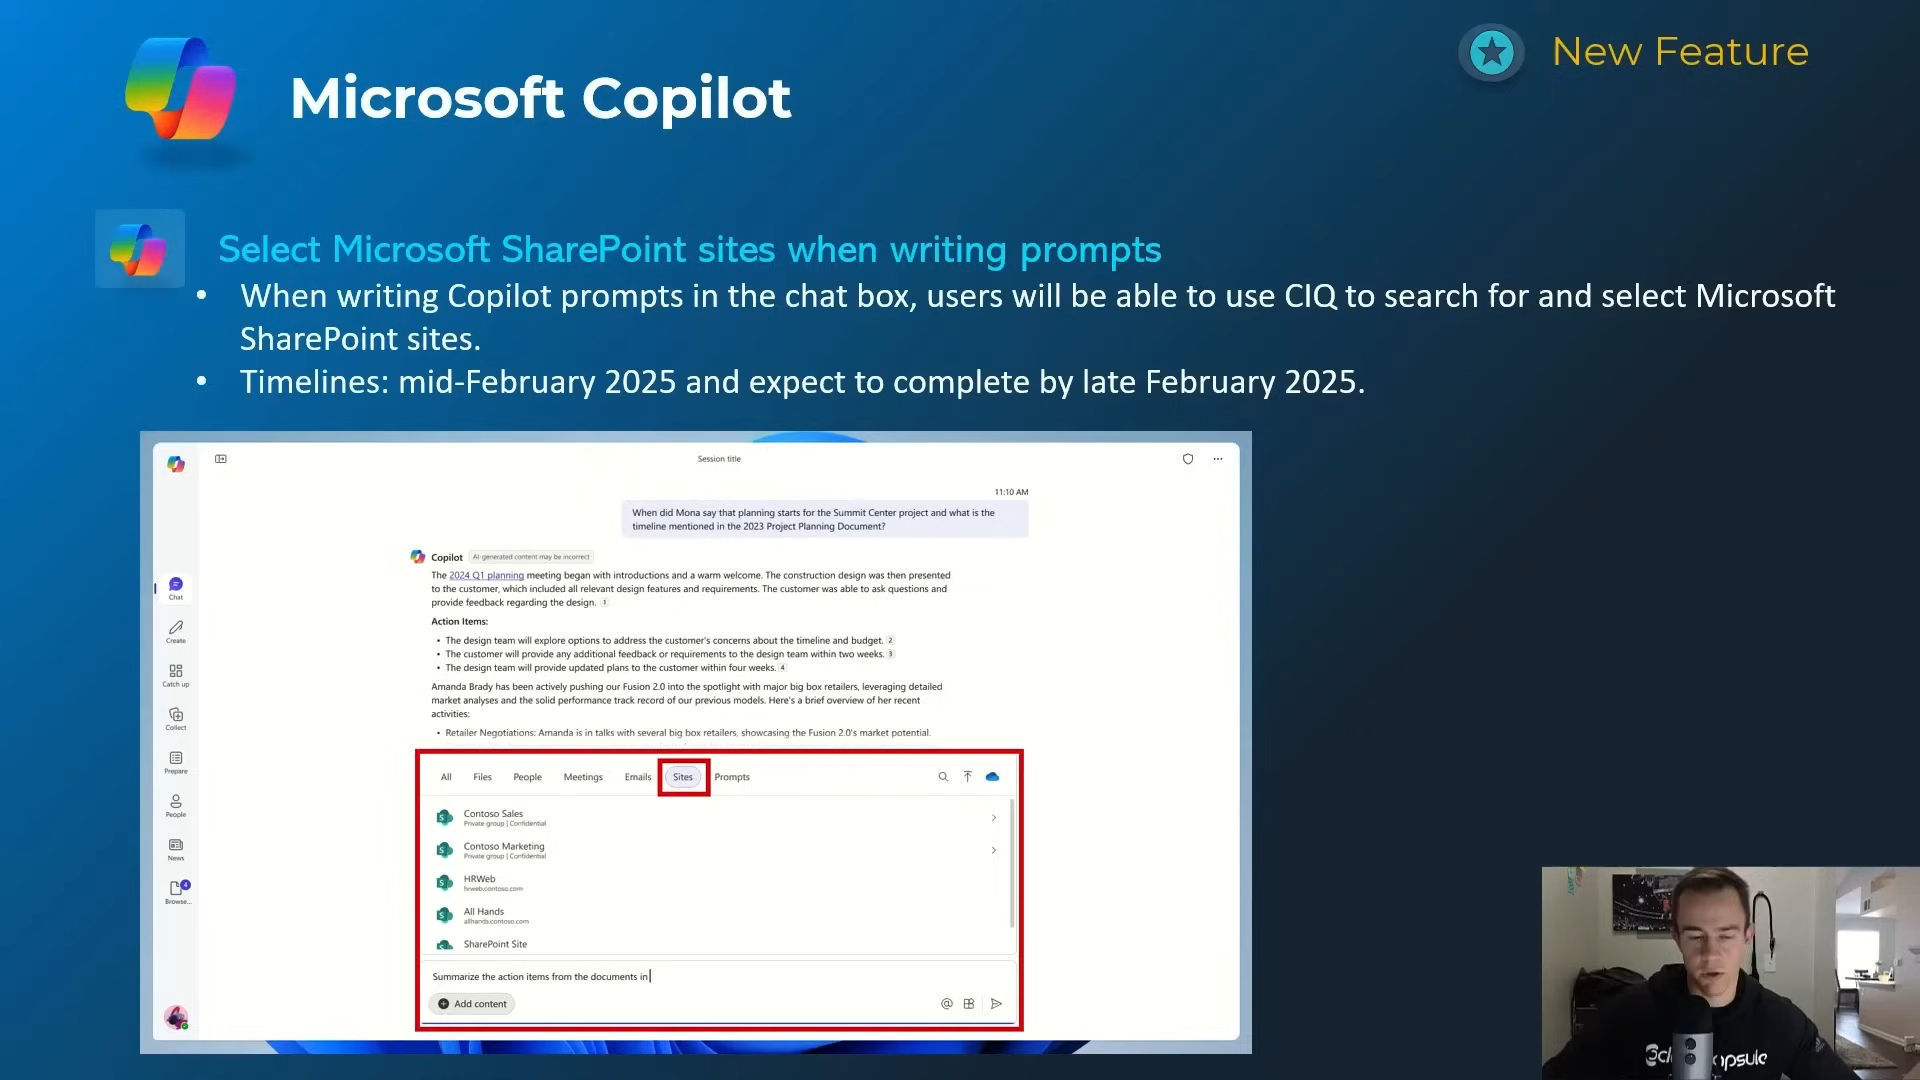 New Feature
Microsoft Copilot
Select Microsoft SharePoint sites when writing prompts
• When writing Copilot prompts in the chat box, users will be able to use CIQ to search for and select Microsoft
SharePoint sites.
• Timelines: mid-February 2025 and expect to complete by late February 2025.
Session title
11:10 AM
When did Mona say that planning starts for the Summit Center project and what is the
timeline mentioned in the 2023 Project Planning Document?
Copilot AI-generated content may be incorrect
The 2024 Q1 planning meeting began with introductions and a warm welcome. The construction design was then presented
to the customer, which included all relevant design features and requirements. The customer was able to ask questions and
provide feedback regarding the design. 1
Action Items:
• The design team will explore options to address the customer's concerns about the timeline and budget. 2
• The customer will provide any additional feedback or requirements to the design team within two weeks. 3
• The design team will provide updated plans to the customer within four weeks. 4
Amanda Brady has been actively pushing our Fusion 2.0 into the spotlight with major big box retailers, leveraging detailed
market analyses and the solid performance track record of our previous models. Here's a brief overview of her recent
activities:
• Retailer Negotiations: Amanda is in talks with several big box retailers, showcasing the Fusion 2.0's market potential.
Chat
Create
Catch up
Collect
Prepare
People
News
4
Browse...
All Files People Meetings Emails Sites Prompts
Contoso Sales
Private group | Confidential
Contoso Marketing
Private group | Confidential
HRWeb
hrweb.contoso.com
All Hands
allhands.contoso.com
SharePoint Site
Summarize the action items from the documents in
Add content